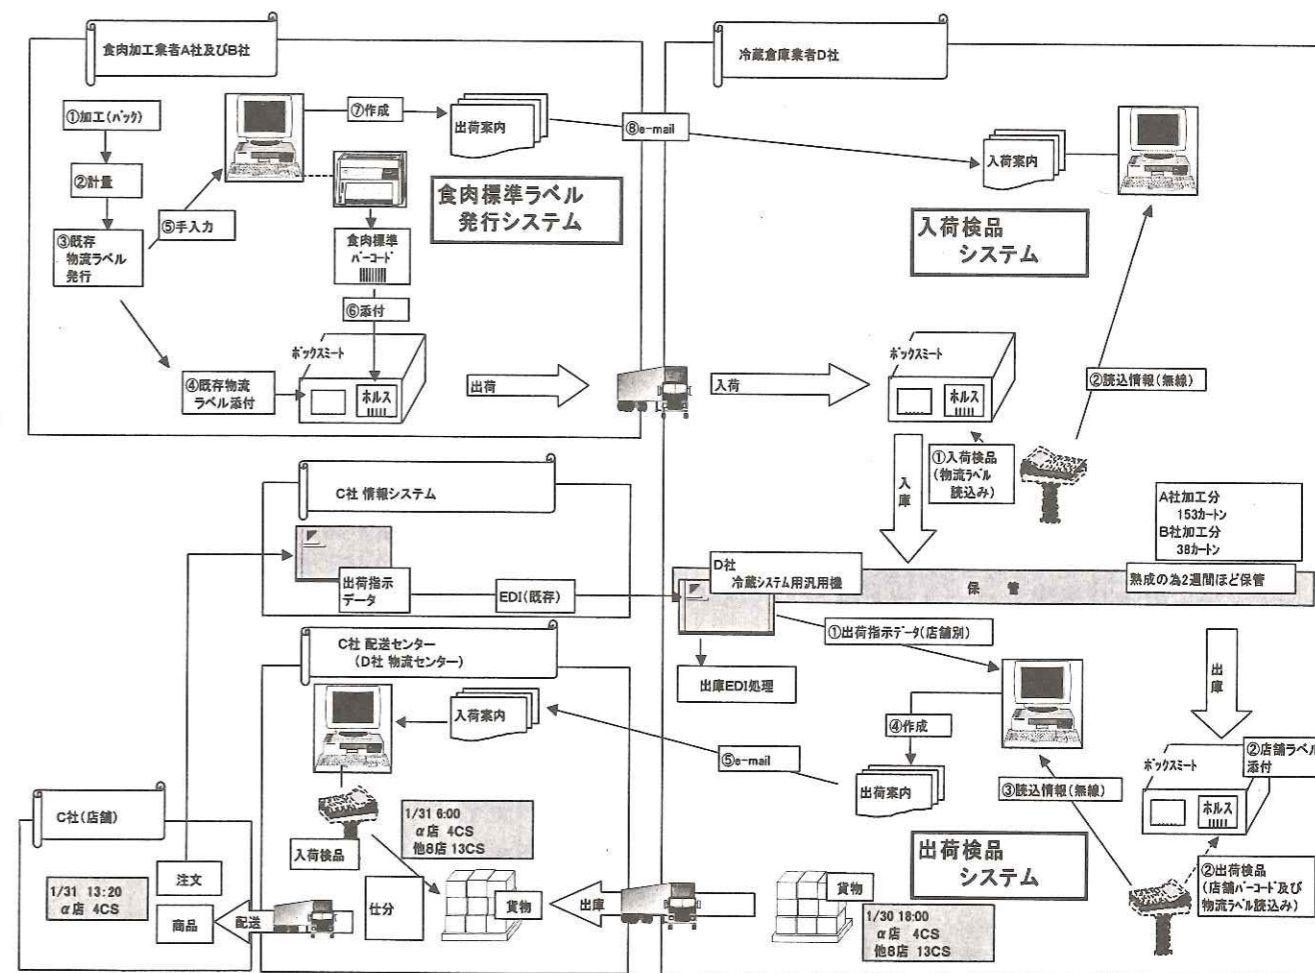 食肉加工業者A社及びB社
①加工(パック)
②計量
③既存
物流ラベル
発行
⑤手入力
⑦作成
出荷案内
食肉標準ラベル
発行システム
食肉標準
バーコード
⑥添付
④既存物流
ラベル添付
ボックスミート
ホルス
出荷
⑧e-mail
冷蔵倉庫業者D社
入荷案内
入荷検品
システム
入荷
ボックスミート
ホルス
②読込情報(無線)
①入荷検品
(物流ラベル
読込み)
入庫
A社加工分
153カートン
B社加工分
38カートン
保管
熟成の為2週間ほど保管
C社 情報システム
出荷指示
データ
EDI(既存)
D社
冷蔵システム用汎用機
①出荷指示データ(店舗別)
出庫EDI処理
④作成
出荷案内
⑤e-mail
出庫
ボックスミート
②店舗ラベル
添付
ホルス
③読込情報(無線)
出荷検品
システム
②出荷検品
(店舗バーコード及び
物流ラベル読込み)
C社 配送センター
(D社 物流センター)
入荷案内
入荷検品
1/31 6:00
α店 4CS
他8店 13CS
仕分
貨物
出庫
貨物
1/30 18:00
α店 4CS
他8店 13CS
C社(店舗)
注文
1/31 13:20
α店 4CS
商品
配送